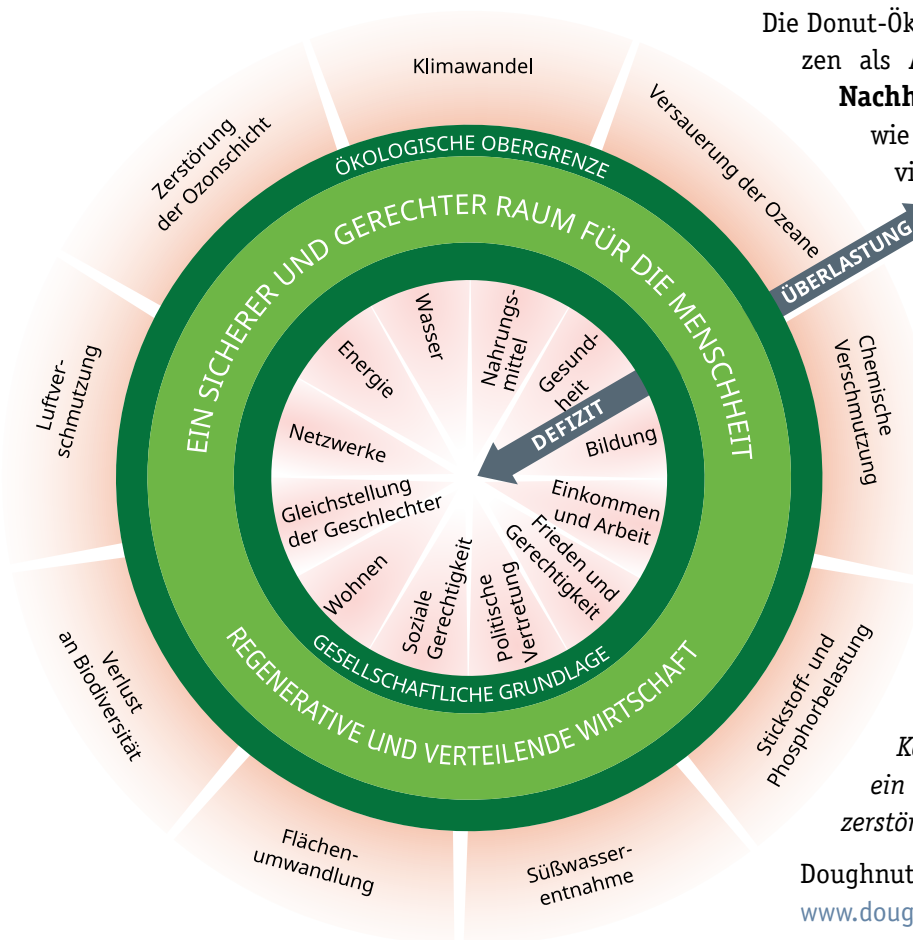 Die Donut-Ök
zen als
Nachh
wie
vi
Klimawandel
Versauerung der Ozeane
Zerstörung
der Ozonschicht
ÖKOLOGISCHE OBERGRENZE
EIN SICHERER UND GERECHTER RAUM FÜR DIE MENSCHHEIT
ÜBERLASTUNG
Chemische
Verschmutzung
Luftver-
schmutzung
Wasser
Nahrungs-
mittel
Gesund-
heit
Energie
DEFIZIT
Bildung
Netzwerke
Einkommen
und Arbeit
Gleichstellung
der Geschlechter
Frieden und
Gerechtigkeit
Wohnen
Soziale
Gerechtigkeit
Politische
Vertretung
GESELLSCHAFTLICHE GRUNDLAGE
REGENERATIVE UND VERTEILENDE WIRTSCHAFT
Verlust
an Biodiversität
Stickstoff- und
Phosphorbelastung
Flächen-
umwandlung
Süßwasser-
entnahme
ein
zerstör
Doughnut
www.doug